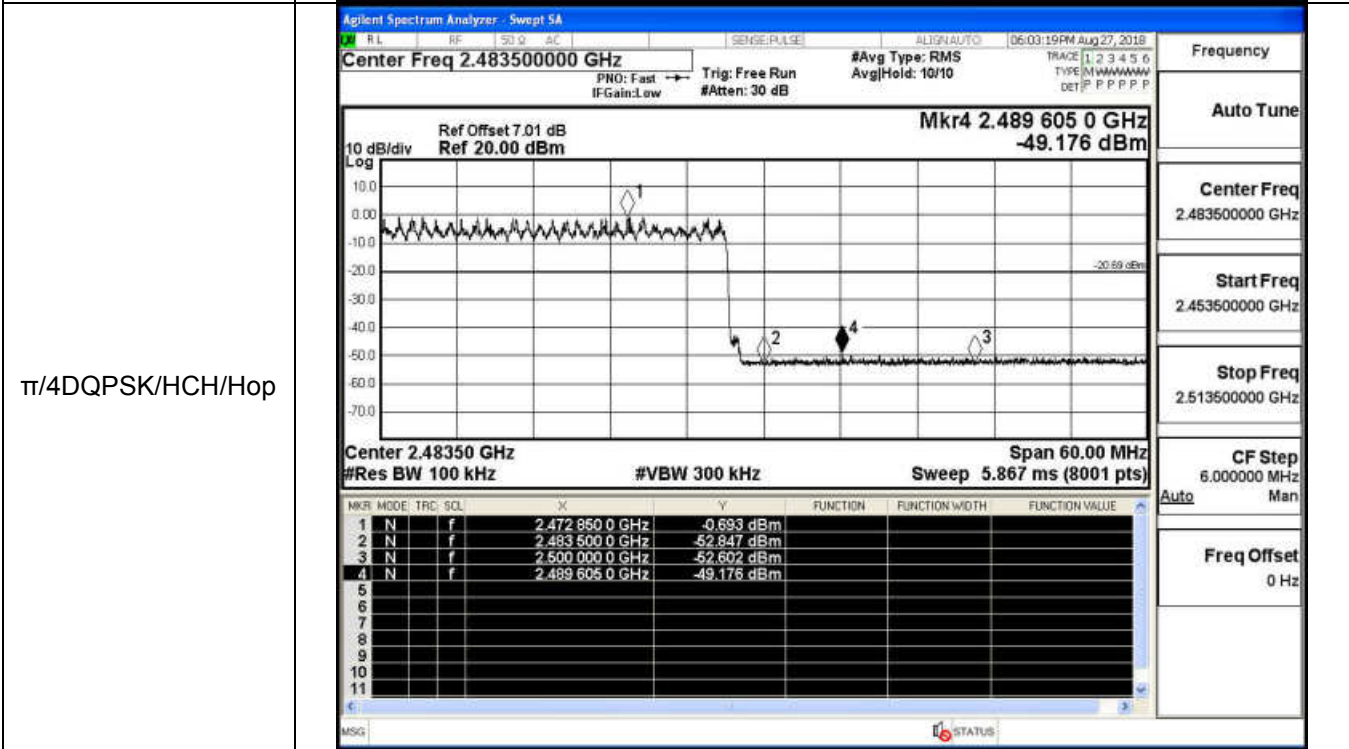 π/4DQPSK/HCH/Hop
Agilent Spectrum Analyzer - Swept SA
RL RF 50 Ω AC SENSE:PULSE ALIGNAUTO 06:03:19PM Aug 27, 2018
Center Freq 2.483500000 GHz
PNO: Fast
IFGain:Low
Trig: Free Run
#Atten: 30 dB
#Avg Type: RMS
Avg|Hold: 10/10
TRACE 1 2 3 4 5 6
TYPE MWWWWW
DET P P P P P P
Ref Offset 7.01 dB
10 dB/div Ref 20.00 dBm
Log
Mkr4 2.489 605 0 GHz
-49.176 dBm
10.0
0.00
-10.0
-20.0
-30.0
-40.0
-50.0
-60.0
-70.0
1
-20.69 dBm
2
4
3
Center 2.48350 GHz Span 60.00 MHz
#Res BW 100 kHz #VBW 300 kHz Sweep 5.867 ms (8001 pts)
MKR MODE TRC SCL X Y FUNCTION FUNCTION WIDTH FUNCTION VALUE
1 N f 2.472 850 0 GHz -0.693 dBm
2 N f 2.483 500 0 GHz -52.847 dBm
3 N f 2.500 000 0 GHz -52.602 dBm
4 N f 2.489 605 0 GHz -49.176 dBm
5
6
7
8
9
10
11
MSG STATUS
Frequency
Auto Tune
Center Freq
2.483500000 GHz
Start Freq
2.453500000 GHz
Stop Freq
2.513500000 GHz
CF Step
6.000000 MHz
Auto Man
Freq Offset
0 Hz